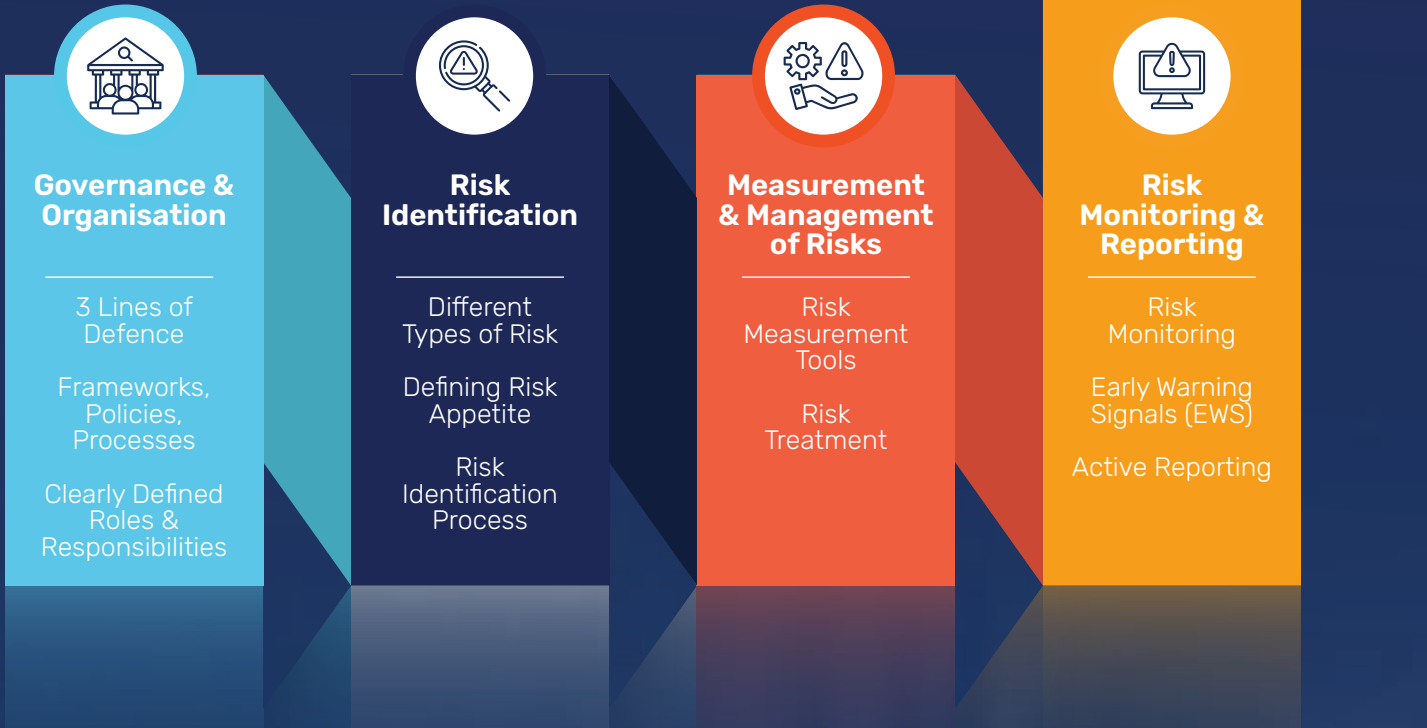 Governance &
Organisation
3 Lines of
Defence
Frameworks,
Policies,
Processes
Clearly Defined
Roles &
Responsibilities
Risk
Identification
Different
Types of Risk
Defining Risk
Appetite
Risk
Identification
Process
Measurement
& Management
of Risks
Risk
Measurement
Tools
Risk
Treatment
Risk
Monitoring &
Reporting
Risk
Monitoring
Early Warning
Signals (EWS)
Active Reporting